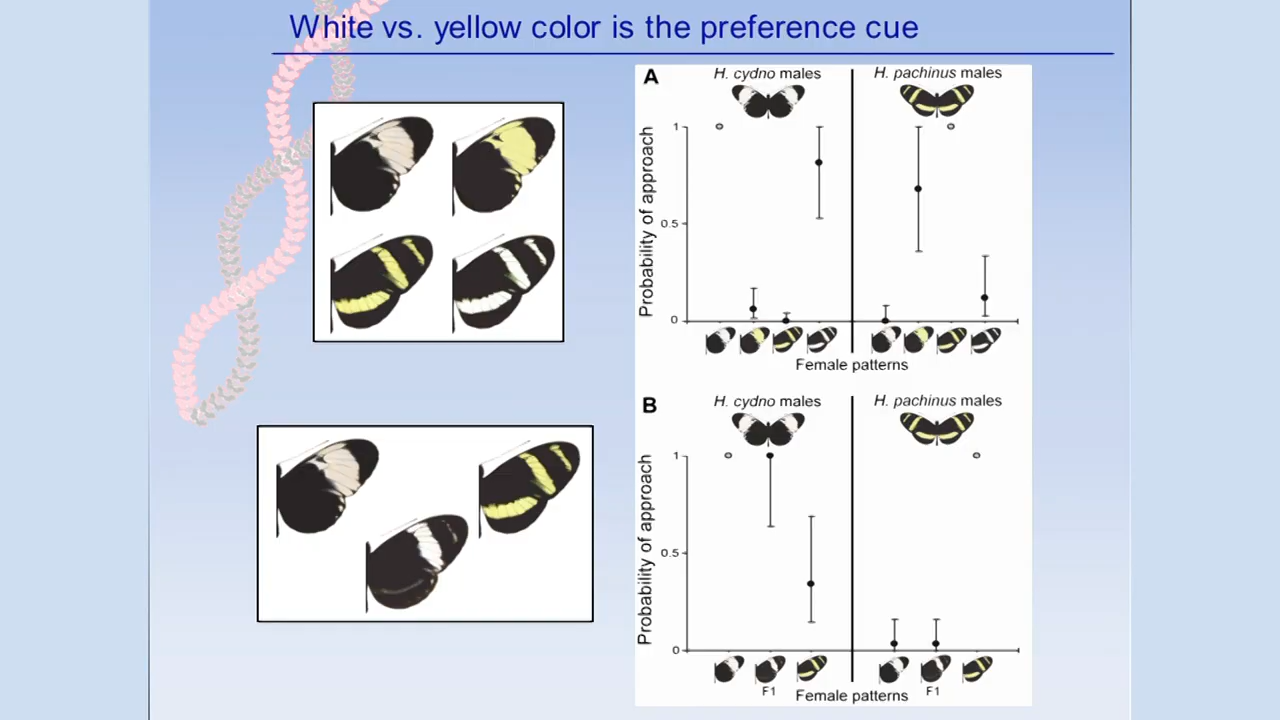 White vs. yellow color is the preference cue
A
H. cydno males
H. pachinus males
Probability of approach
1
0.5
0
Female patterns
B
H. cydno males
H. pachinus males
Probability of approach
1
0.5
0
F1
F1
Female patterns